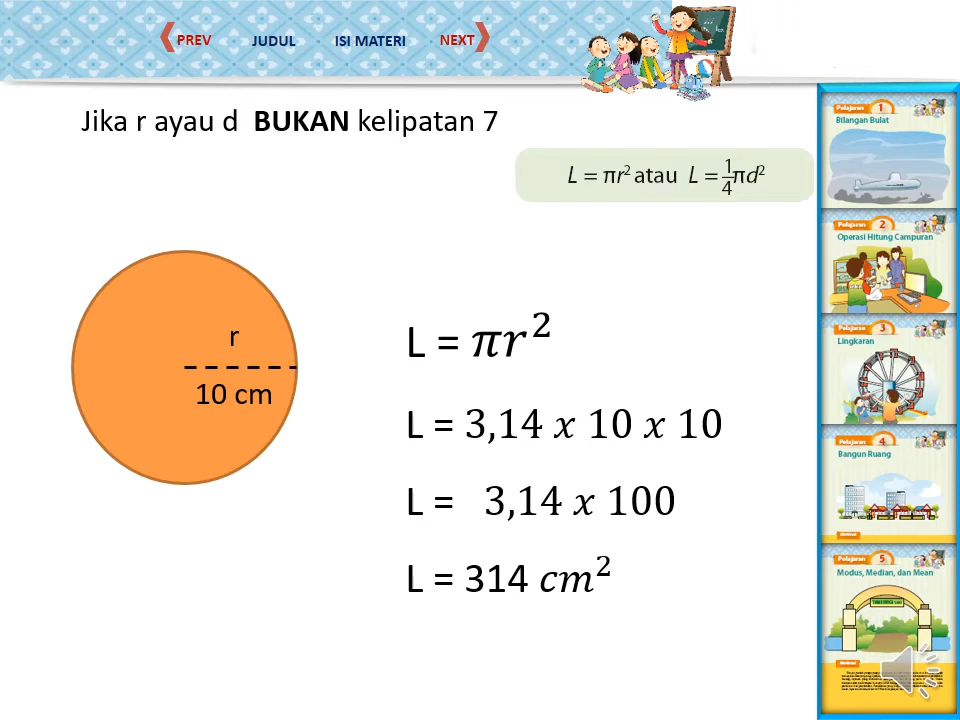 PREV JUDUL ISI MATERI NEXT
Jika r ayau d BUKAN kelipatan 7
L = πr² atau L = 1/4 πd²
r
10 cm
L = πr²
L = 3,14 x 10 x 10
L = 3,14 x 100
L = 314 cm²
Pelajaran 1
Bilangan Bulat
Pelajaran 2
Operasi Hitung Campuran
Pelajaran 3
Lingkaran
Pelajaran 4
Bangun Ruang
Pelajaran 5
Modus, Median, dan Mean